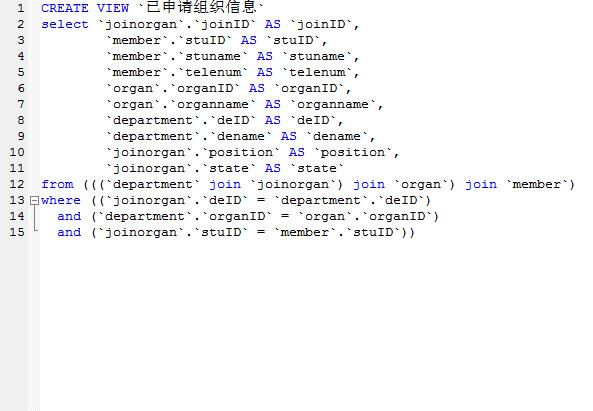 1 CREATE VIEW `已申请组织信息`
2 select `joinorgan`.`joinID` AS `joinID`,
3 `member`.`stuID` AS `stuID`,
4 `member`.`stuname` AS `stuname`,
5 `member`.`telenum` AS `telenum`,
6 `organ`.`organID` AS `organID`,
7 `organ`.`organname` AS `organname`,
8 `department`.`deID` AS `deID`,
9 `department`.`dename` AS `dename`,
10 `joinorgan`.`position` AS `position`,
11 `joinorgan`.`state` AS `state`
12 from (((`department` join `joinorgan`) join `organ`) join `member`)
13 where ((`joinorgan`.`deID` = `department`.`deID`)
14 and (`department`.`organID` = `organ`.`organID`)
15 and (`joinorgan`.`stuID` = `member`.`stuID`))